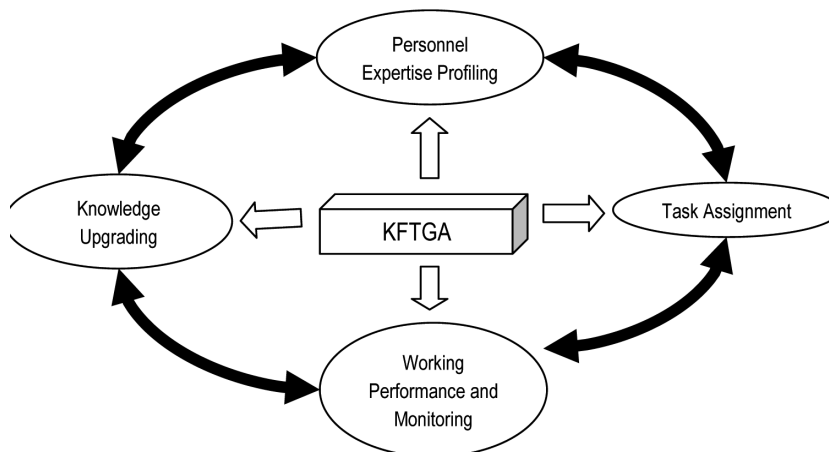 Personnel
Expertise Profiling
Knowledge
Upgrading
KFTGA
Task Assignment
Working
Performance and
Monitoring